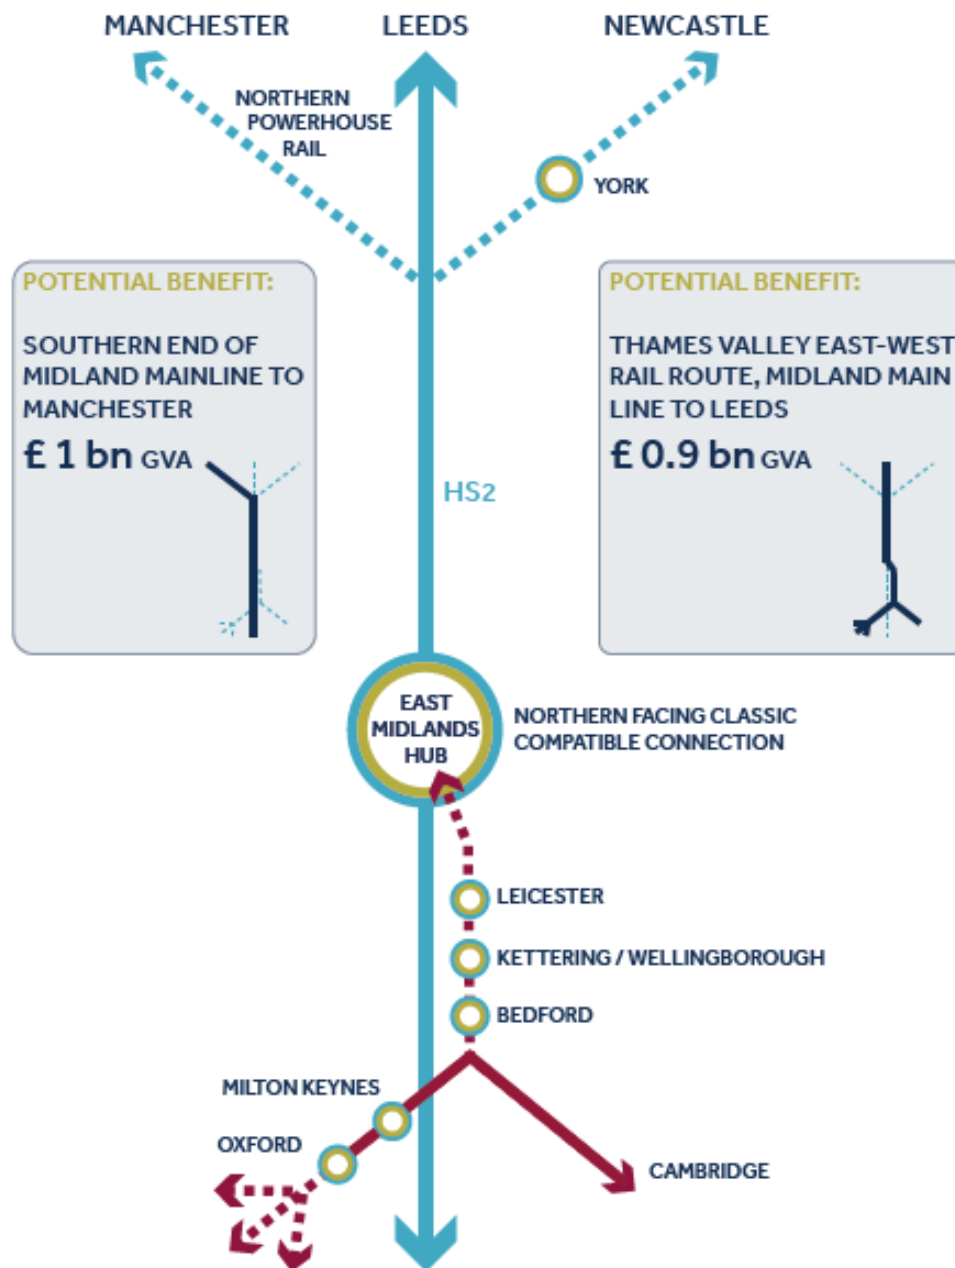 MANCHESTER
LEEDS
NEWCASTLE
NORTHERN
POWERHOUSE
RAIL
YORK
POTENTIAL BENEFIT:
SOUTHERN END OF
MIDLAND MAINLINE TO
MANCHESTER
£ 1 bn GVA
POTENTIAL BENEFIT:
THAMES VALLEY EAST-WEST
RAIL ROUTE, MIDLAND MAIN
LINE TO LEEDS
£ 0.9 bn GVA
HS2
EAST
MIDLANDS
HUB
NORTHERN FACING CLASSIC
COMPATIBLE CONNECTION
LEICESTER
KETTERING / WELLINGBOROUGH
BEDFORD
MILTON KEYNES
OXFORD
CAMBRIDGE